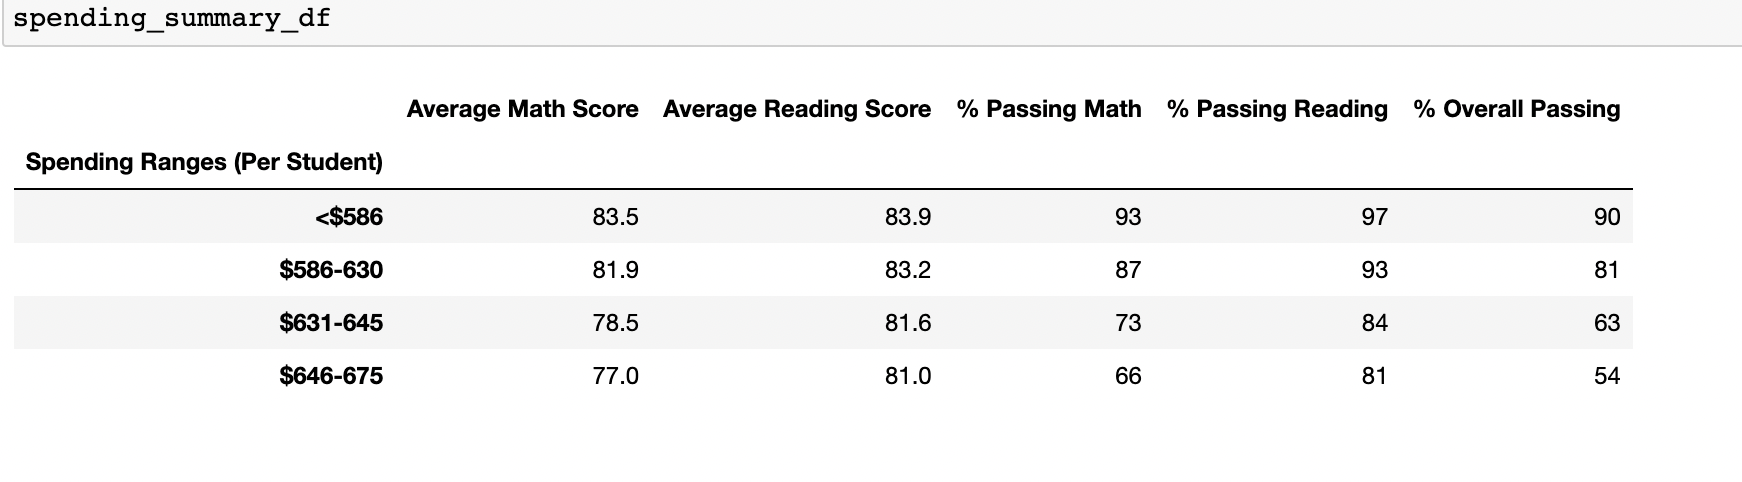 spending_summary_df
Average Math Score Average Reading Score % Passing Math % Passing Reading % Overall Passing
Spending Ranges (Per Student)
<$586 83.5 83.9 93 97 90
$586-630 81.9 83.2 87 93 81
$631-645 78.5 81.6 73 84 63
$646-675 77.0 81.0 66 81 54